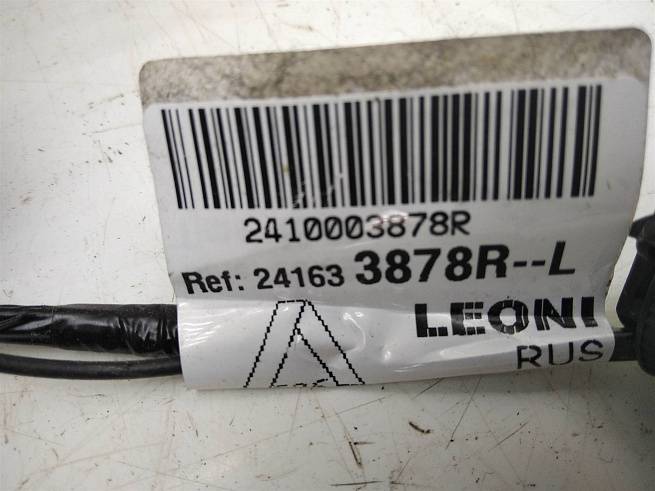 2410003878R
Ref: 24163 3878R--L
LEONI
RUS